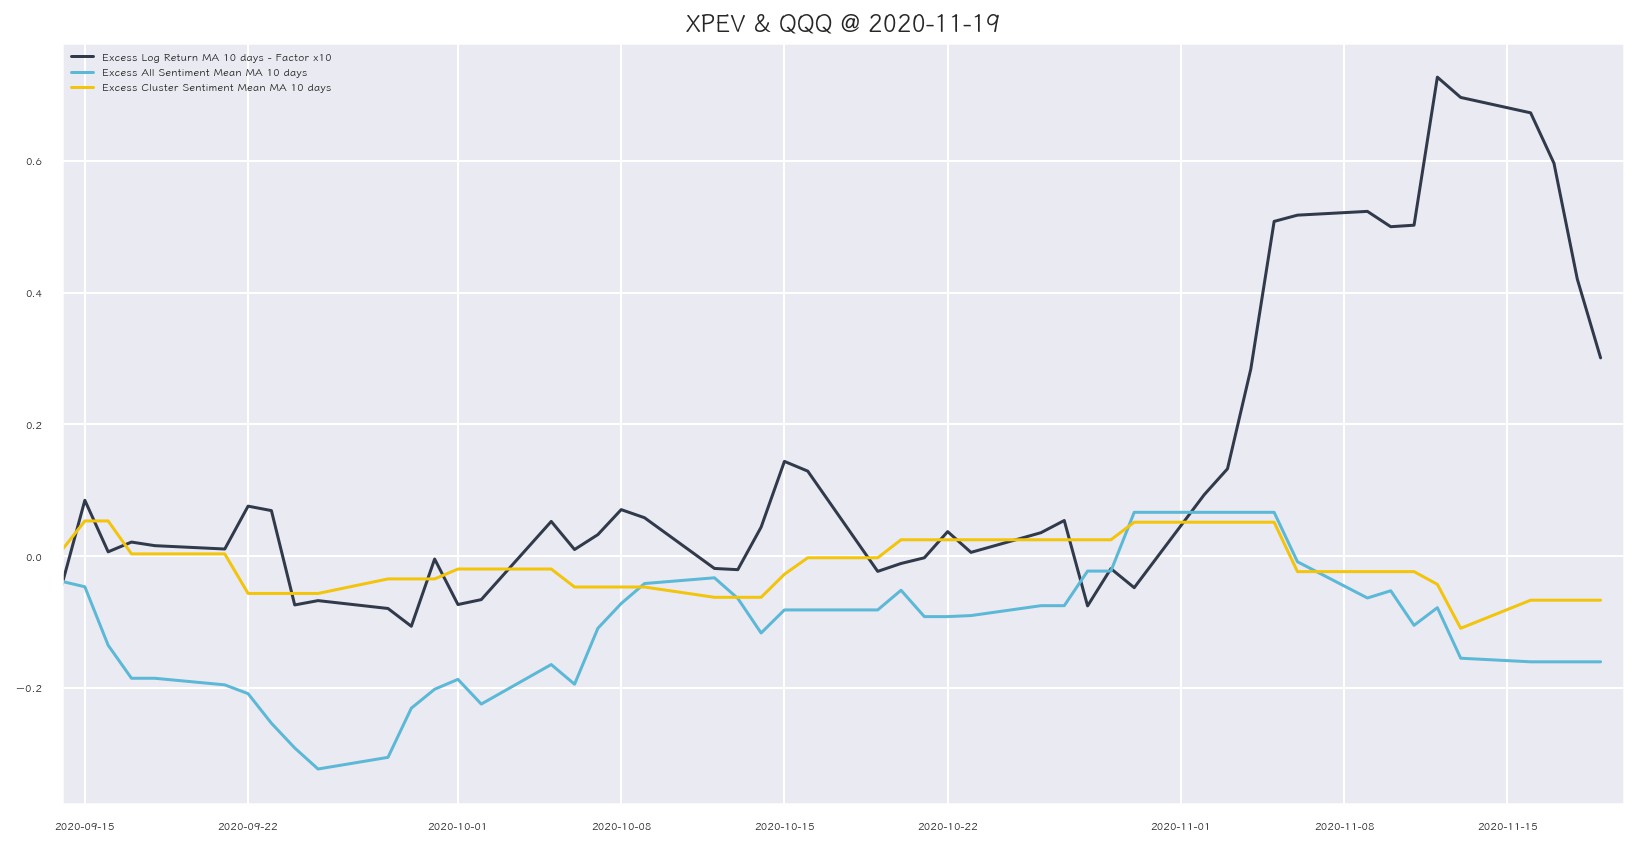 XPEV & QQQ @ 2020-11-19
Excess Log Return MA 10 days - Factor x10
Excess All Sentiment Mean MA 10 days
Excess Cluster Sentiment Mean MA 10 days
0.6
0.4
0.2
0.0
−0.2
2020-09-15 2020-09-22 2020-10-01 2020-10-08 2020-10-15 2020-10-22 2020-11-01 2020-11-08 2020-11-15